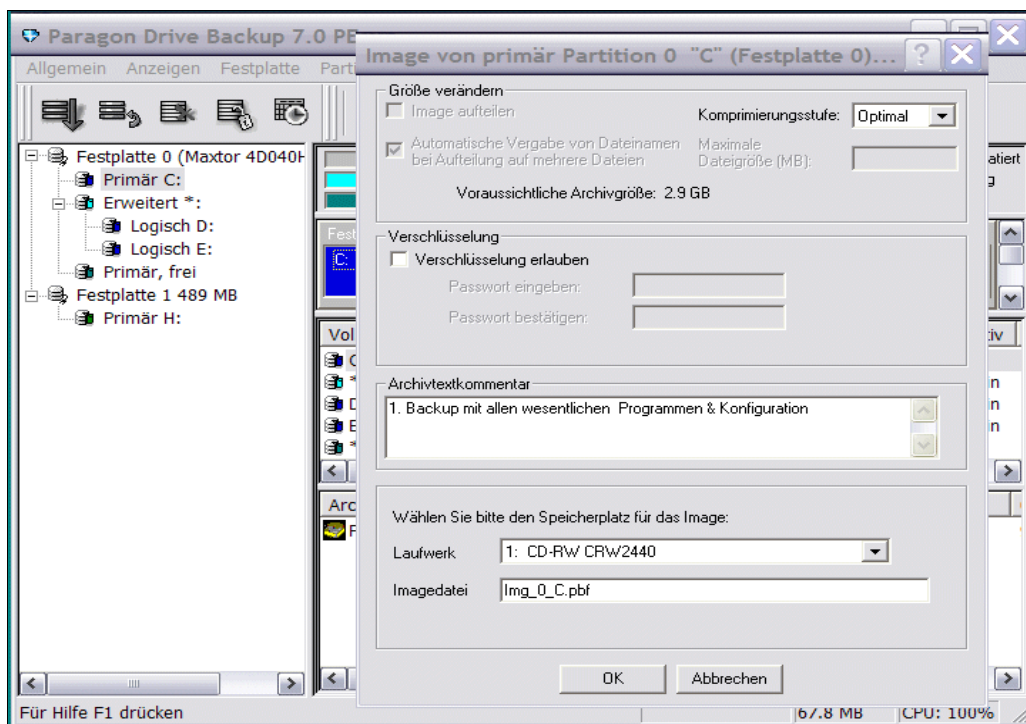 Paragon Drive Backup 7.0 PE
Allgemein Anzeigen Festplatte Parti
Festplatte 0 (Maxtor 4D040H
Primär C:
Erweitert *:
Logisch D:
Logisch E:
Primär, frei
Festplatte 1 489 MB
Primär H:
Fest
C:
Vol
C
*
D
E
*
Arc
F
atiert
g
tiv
n
n
n
Image von primär Partition 0 "C" (Festplatte 0)...
Größe verändern
Image aufteilen
Komprimierungsstufe: Optimal
Automatische Vergabe von Dateinamen
bei Aufteilung auf mehrere Dateien
Maximale
Dateigröße (MB):
Voraussichtliche Archivgröße: 2.9 GB
Verschlüsselung
Verschlüsselung erlauben
Passwort eingeben:
Passwort bestätigen:
Archivtextkommentar
1. Backup mit allen wesentlichen Programmen & Konfiguration
Wählen Sie bitte den Speicherplatz für das Image:
Laufwerk 1: CD-RW CRW2440
Imagedatei Img_0_C.pbf
OK Abbrechen
Für Hilfe F1 drücken
67.8 MB CPU: 100%